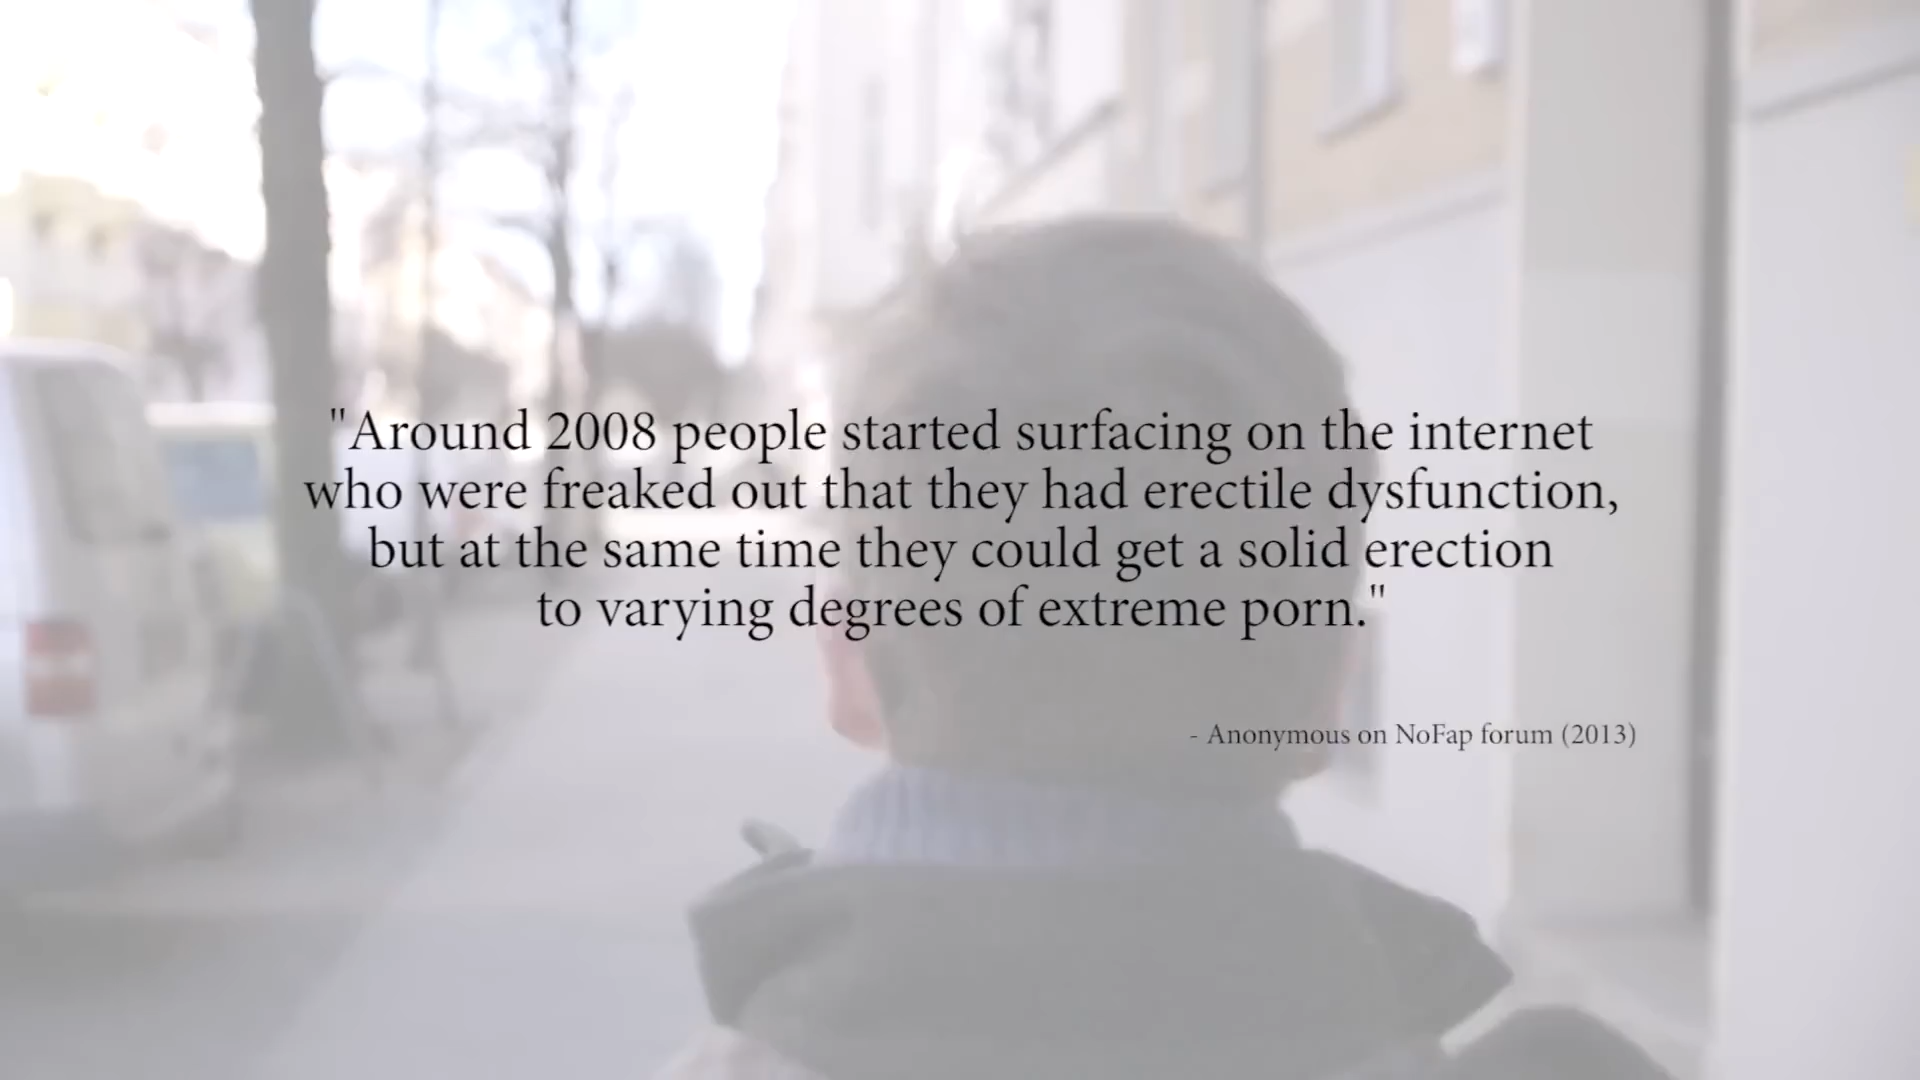 "Around 2008 people started surfacing on the internet
who were freaked out that they had erectile dysfunction,
but at the same time they could get a solid erection
to varying degrees of extreme porn."
- Anonymous on NoFap forum (2013)